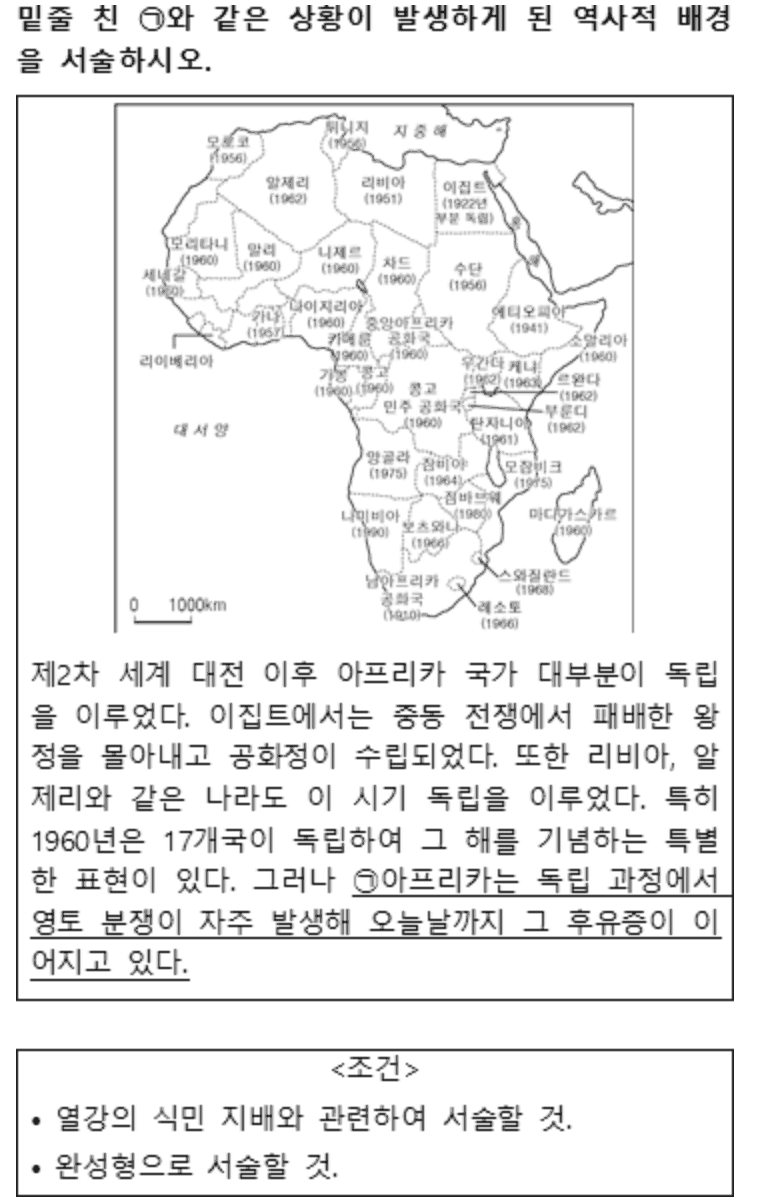 밑줄 친 ㉠와 같은 상황이 발생하게 된 역사적 배경
을 서술하시오.
튀니지
(1956)
지 중 해
모로코
(1956)
알제리
(1962)
리비아
(1951)
이집트
(1922년
부분 독립)
홍
해
모리타니
(1960)
말리
(1960)
니제르
(1960)
차드
(1960)
수단
(1956)
세네갈
(1960)
가나
(1957)
나이지리아
(1960)
중앙아프리카
공화국
(1960)
에티오피아
(1941)
카메룬
(1960)
소말리아
(1960)
리이베리아
가봉
(1960)
콩고
(1960)
우간다
(1962)
케냐
(1963)
르완다
(1962)
콩고
민주 공화국
(1960)
부룬디
(1962)
대 서 양
탄자니아
(1961)
앙골라
(1975)
잠비아
(1964)
모잠비크
(1975)
짐바브웨
(1980)
나미비아
(1990)
보츠와나
(1966)
마다가스카르
(1960)
남아프리카
공화국
(1910)
스와질란드
(1968)
레소토
(1966)
0 1000km
제2차 세계 대전 이후 아프리카 국가 대부분이 독립
을 이루었다. 이집트에서는 중동 전쟁에서 패배한 왕
정을 몰아내고 공화정이 수립되었다. 또한 리비아, 알
제리와 같은 나라도 이 시기 독립을 이루었다. 특히
1960년은 17개국이 독립하여 그 해를 기념하는 특별
한 표현이 있다. 그러나 ㉠아프리카는 독립 과정에서
영토 분쟁이 자주 발생해 오늘날까지 그 후유증이 이
어지고 있다.
<조건>
• 열강의 식민 지배와 관련하여 서술할 것.
• 완성형으로 서술할 것.